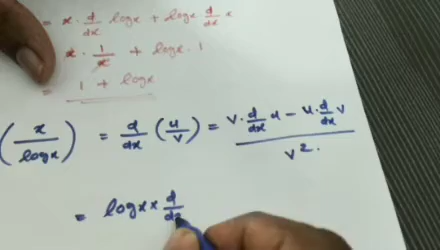 = x · d/dx logx + logx d/dx x
x · 1/x + logx · 1
= 1 + logx
(x/logx) = d/dx (u/v) = v · d/dx u − u · d/dx v / v².
= logx × d/dx